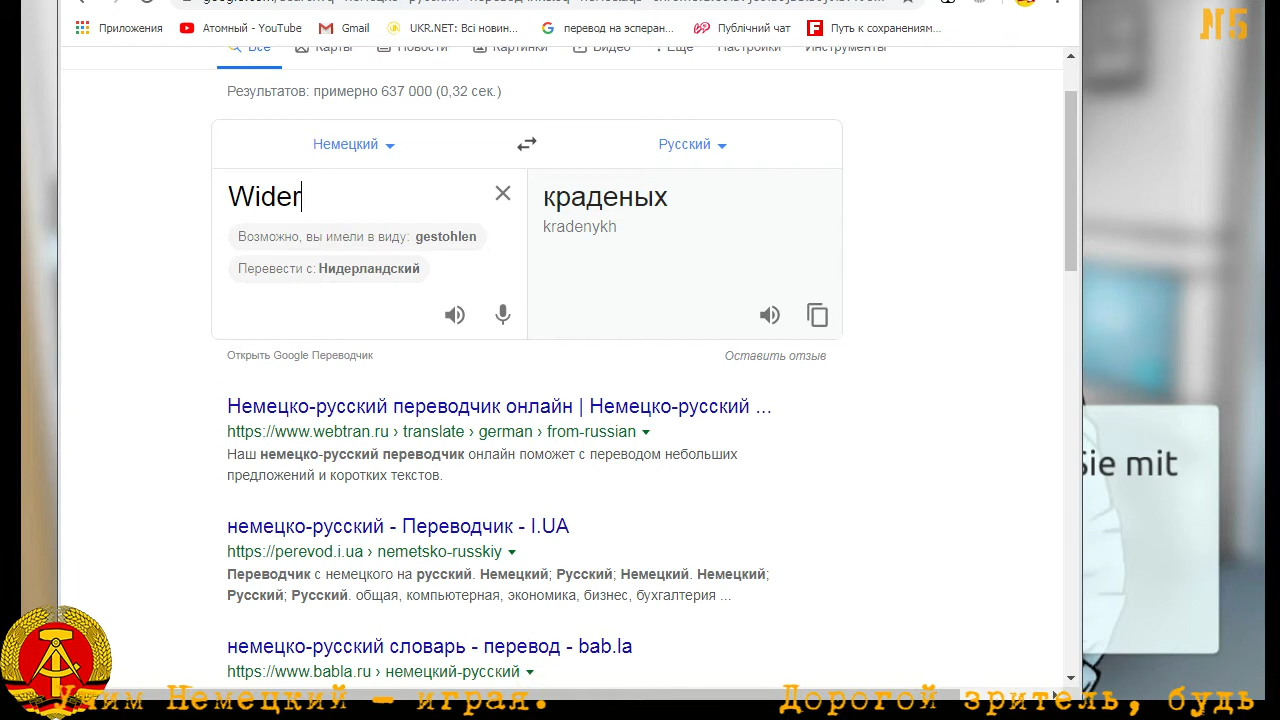 Приложения
Атомный - YouTube
Gmail
UKR.NET: Всі новин...
перевод на эсперан...
Публічний чат
Путь к сохранениям...
N5
Все
Карты
Новости
Картинки
Видео
Ещё
Настройки
Инструменты
Результатов: примерно 637 000 (0,32 сек.)
Немецкий
Русский
Wider
краденых
kradenykh
Возможно, вы имели в виду: gestohlen
Перевести с: Нидерландский
Открыть Google Переводчик
Оставить отзыв
Немецко-русский переводчик онлайн | Немецко-русский ...
https://www.webtran.ru › translate › german › from-russian
Наш немецко-русский переводчик онлайн поможет с переводом небольших
предложений и коротких текстов.
Sie mit
немецко-русский - Переводчик - I.UA
https://perevod.i.ua › nemetsko-russkiy
Переводчик с немецкого на русский. Немецкий; Русский; Немецкий. Немецкий;
Русский; Русский. общая, компьютерная, экономика, бизнес, бухгалтерия ...
немецко-русский словарь - перевод - bab.la
https://www.babla.ru › немецкий-русский
Учим Немецкий — играя. Дорогой зритель, будь